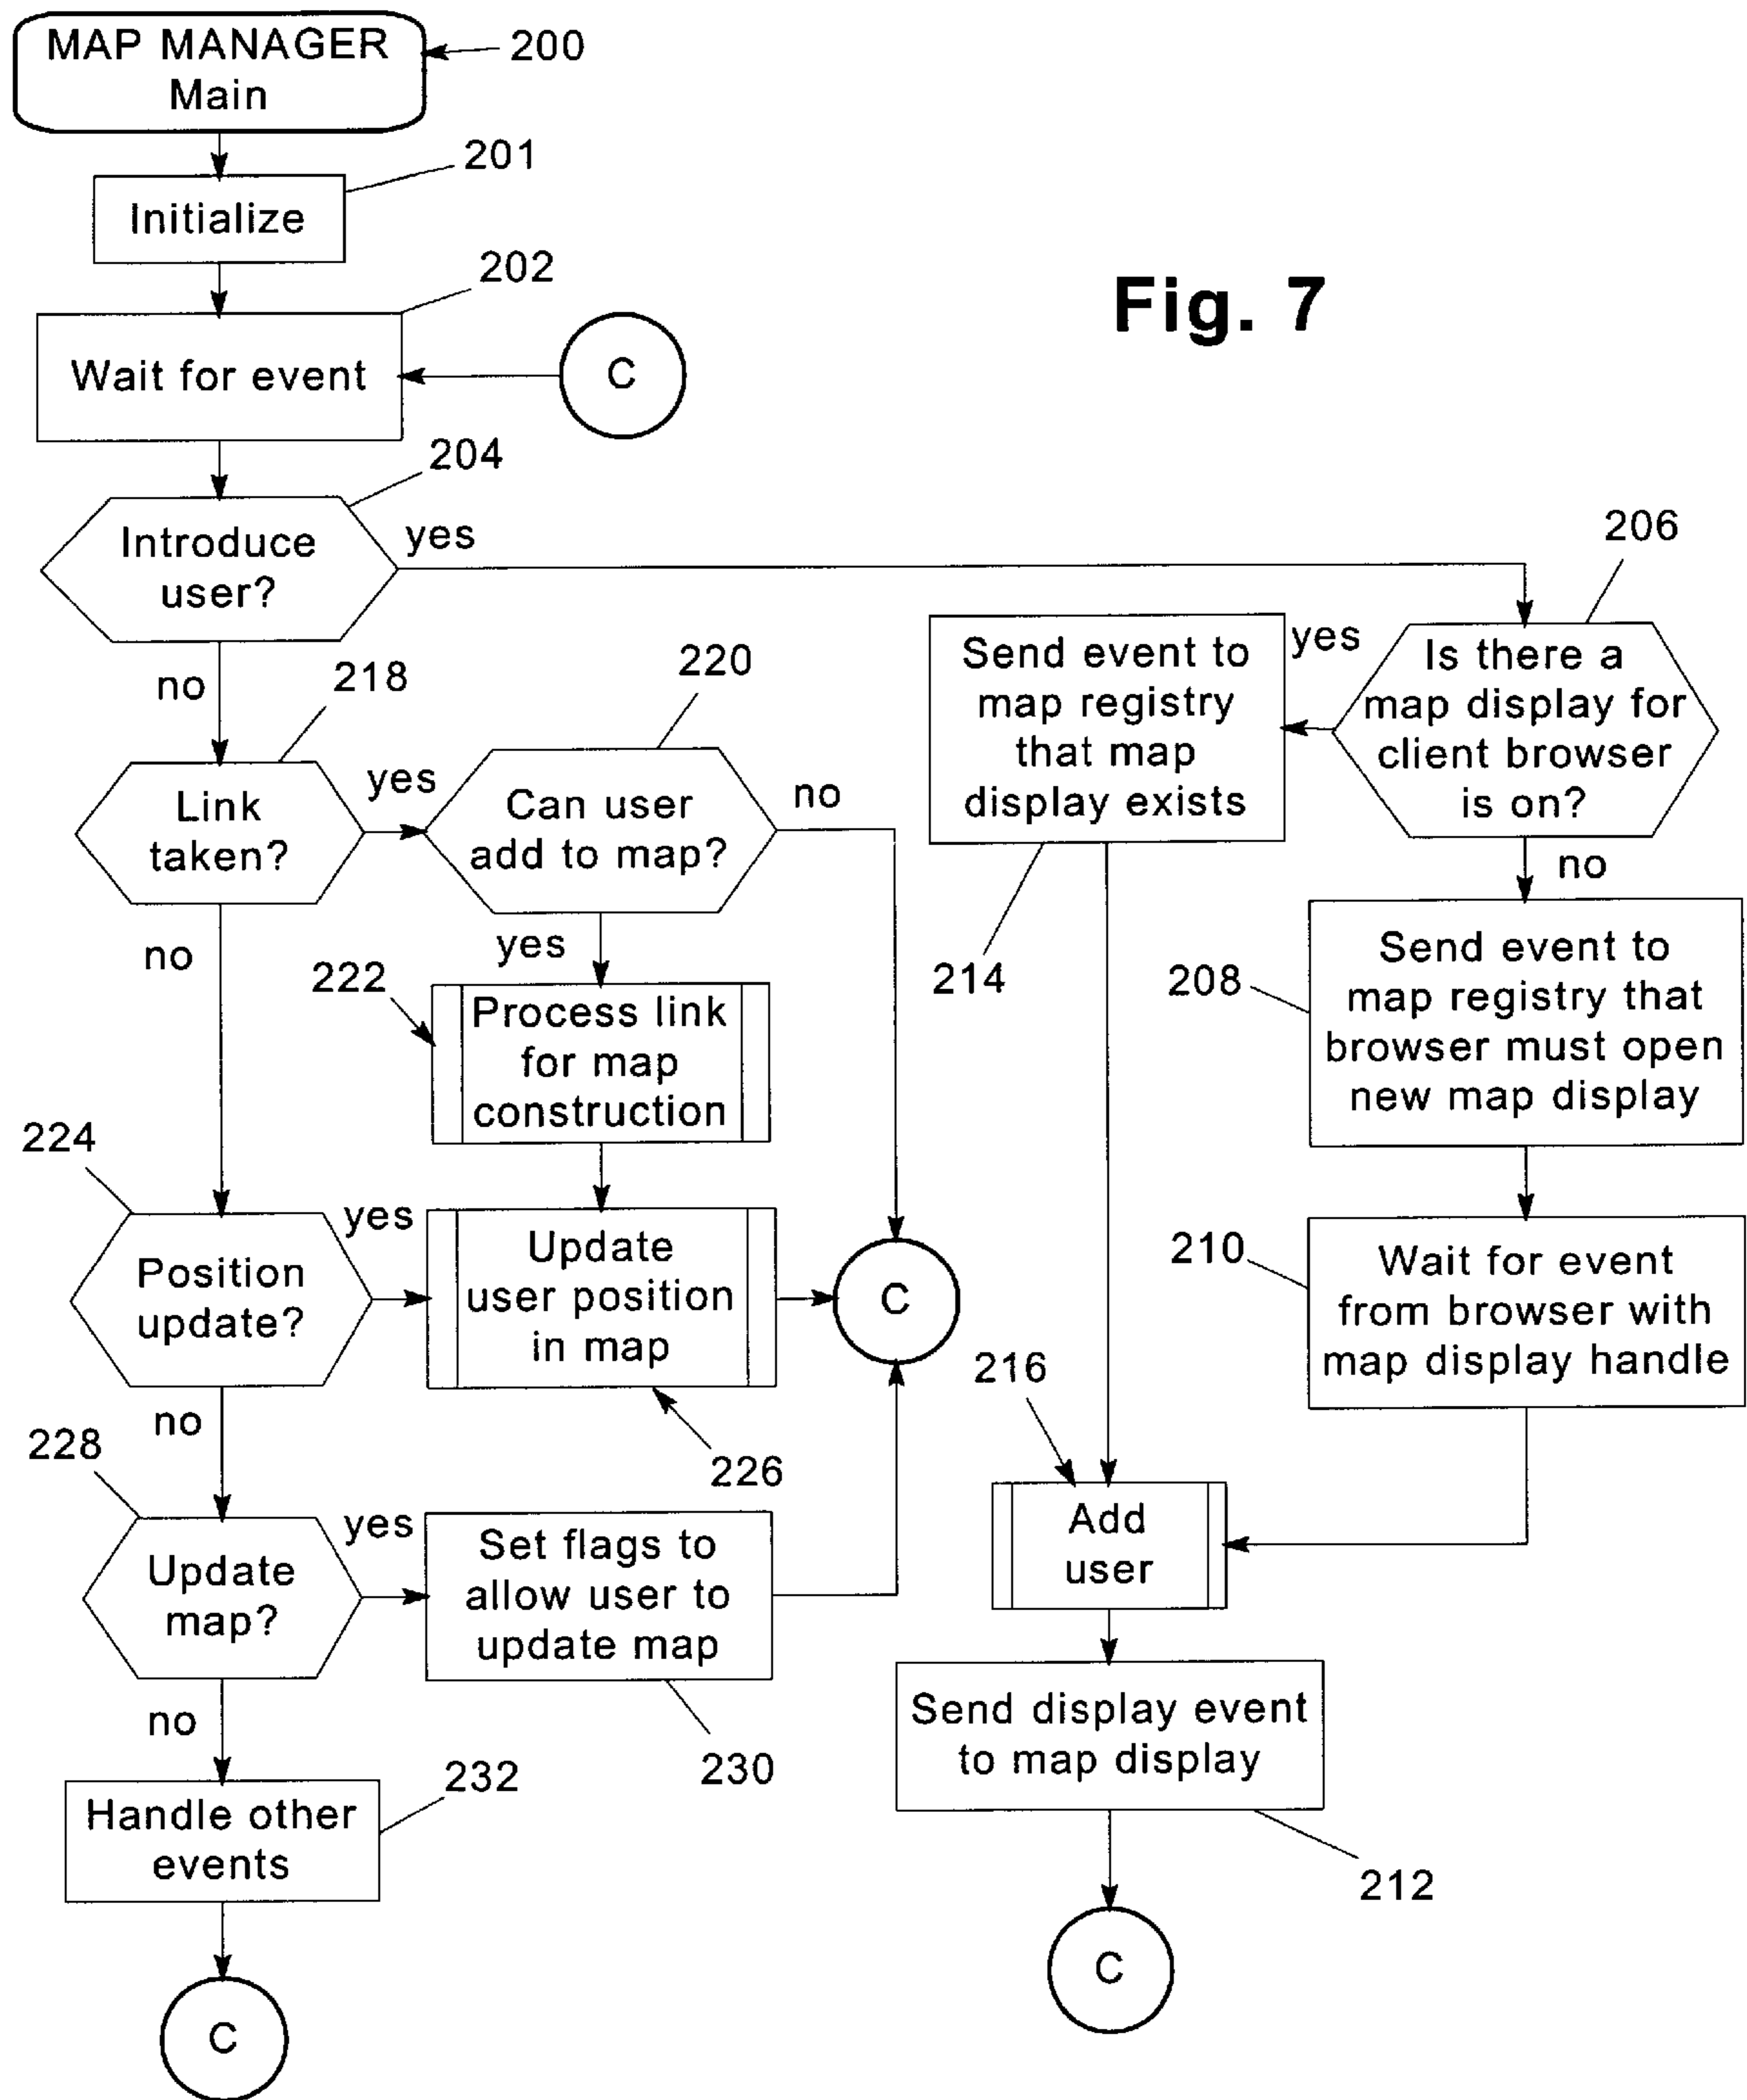 MAP MANAGER
Main
200
201
Initialize
202
Fig. 7
Wait for event
C
204
Introduce
user?
yes
206
no
218
220
Send event to
map registry
that map
display exists
yes
Is there a
map display for
client browser
is on?
Link
taken?
yes
Can user
add to map?
no
no
no
yes
214
208
Send event to
map registry that
browser must open
new map display
222
Process link
for map
construction
224
Position
update?
yes
Update
user position
in map
C
210
Wait for event
from browser with
map display handle
216
no
226
228
Update
map?
yes
Set flags to
allow user to
update map
Add
user
no
230
Send display event
to map display
232
Handle other
events
212
C
C